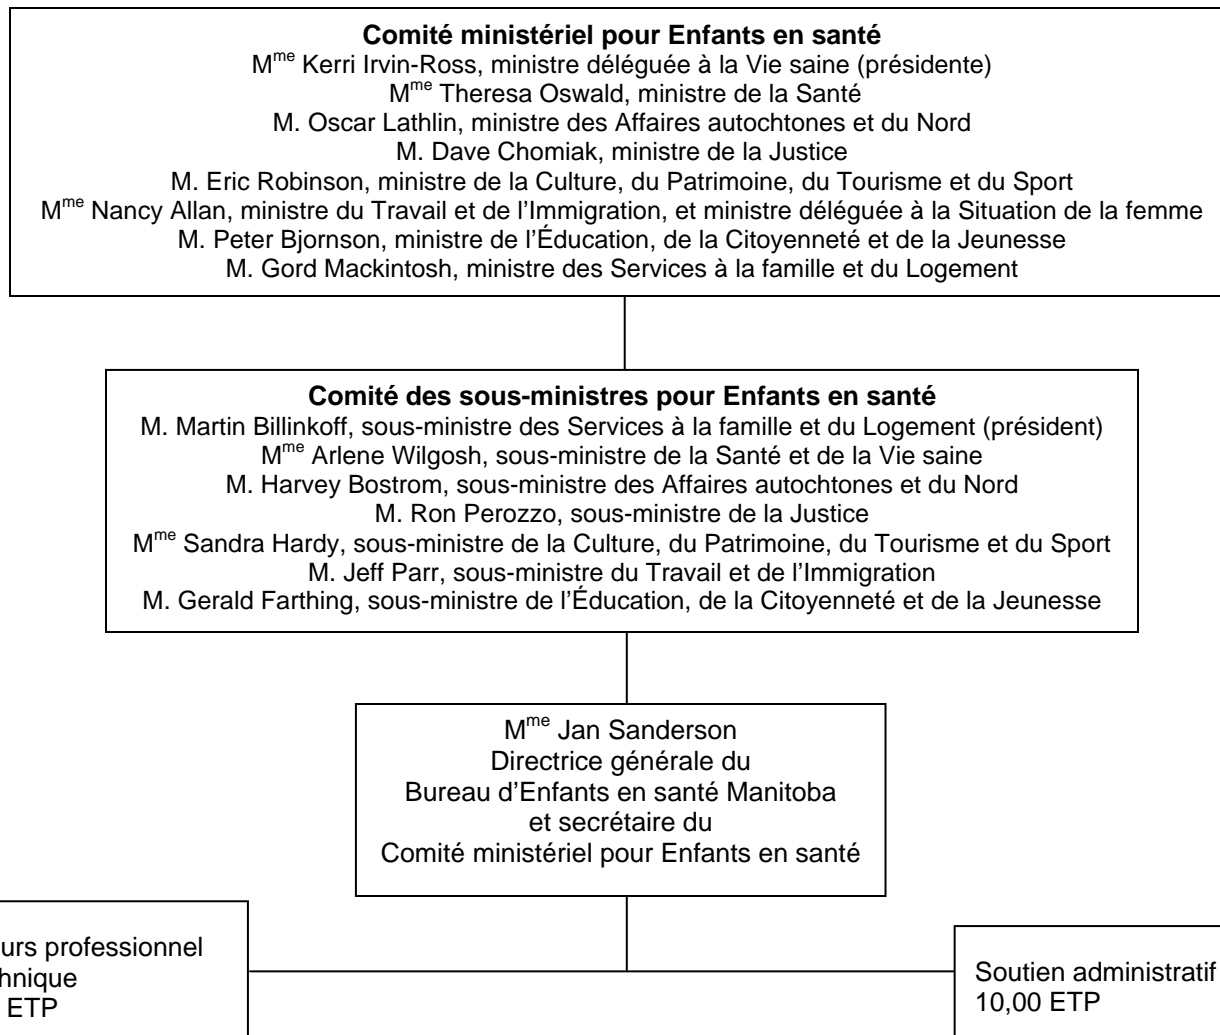 Comité ministériel pour Enfants en santé
Mme Kerri Irvin-Ross, ministre déléguée à la Vie saine (présidente)
Mme Theresa Oswald, ministre de la Santé
M. Oscar Lathlin, ministre des Affaires autochtones et du Nord
M. Dave Chomiak, ministre de la Justice
M. Eric Robinson, ministre de la Culture, du Patrimoine, du Tourisme et du Sport
Mme Nancy Allan, ministre du Travail et de l’Immigration, et ministre déléguée à la Situation de la femme
M. Peter Bjornson, ministre de l’Éducation, de la Citoyenneté et de la Jeunesse
M. Gord Mackintosh, ministre des Services à la famille et du Logement
Comité des sous-ministres pour Enfants en santé
M. Martin Billinkoff, sous-ministre des Services à la famille et du Logement (président)
Mme Arlene Wilgosh, sous-ministre de la Santé et de la Vie saine
M. Harvey Bostrom, sous-ministre des Affaires autochtones et du Nord
M. Ron Perozzo, sous-ministre de la Justice
Mme Sandra Hardy, sous-ministre de la Culture, du Patrimoine, du Tourisme et du Sport
M. Jeff Parr, sous-ministre du Travail et de l’Immigration
M. Gerald Farthing, sous-ministre de l’Éducation, de la Citoyenneté et de la Jeunesse
Mme Jan Sanderson
Directrice générale du
Bureau d’Enfants en santé Manitoba
et secrétaire du
Comité ministériel pour Enfants en santé
urs professionnel
hnique
ETP
Soutien administratif
10,00 ETP